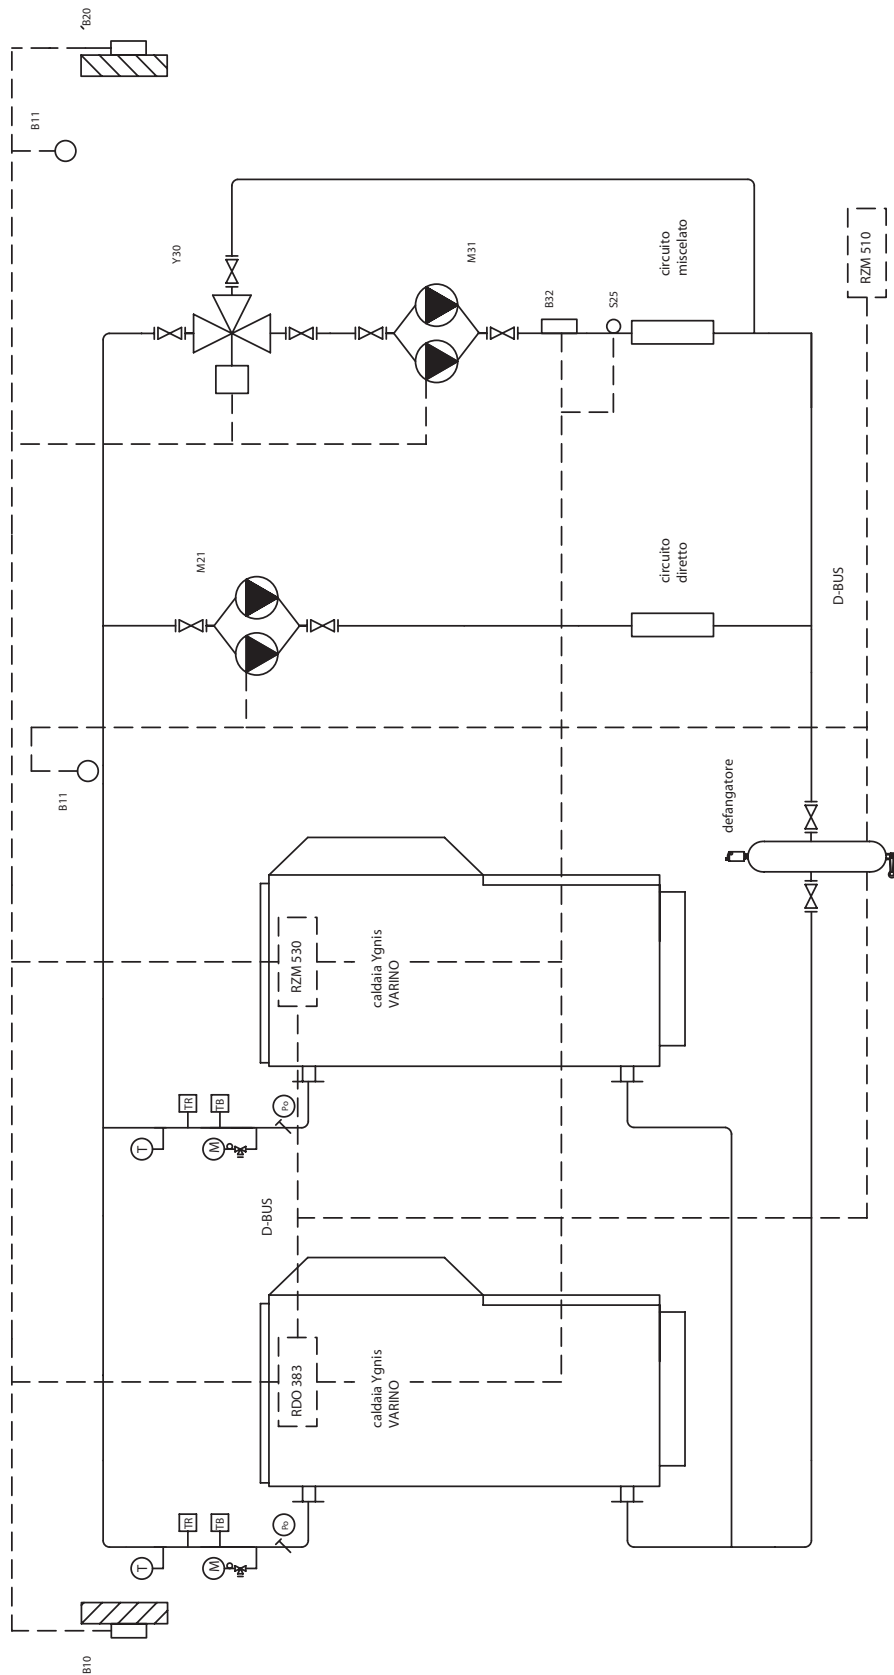 B10
B11
B11
B20
T
TR
M
TB
Po
T
TR
M
TB
Po
M21
Y30
M31
B32
S25
D-BUS
RDO 383
RZM 530
caldaia Ygnis
VARINO
caldaia Ygnis
VARINO
circuito
diretto
circuito
miscelato
defangatore
D-BUS
RZM 510